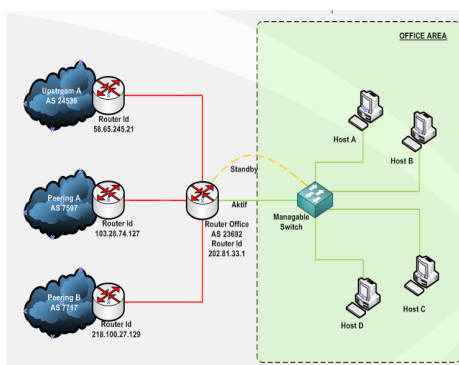 OFFICE AREA
Upstream A
AS 24538
Router Id
58.65.245.21
Host A
Host B
Standby
Peering A
AS 7597
Router Id
103.28.74.127
Aktif
Router Office
AS 23692
Router Id
202.81.33.1
Managable
Switch
Peering B
AS 7717
Router Id
218.100.27.129
Host D
Host C